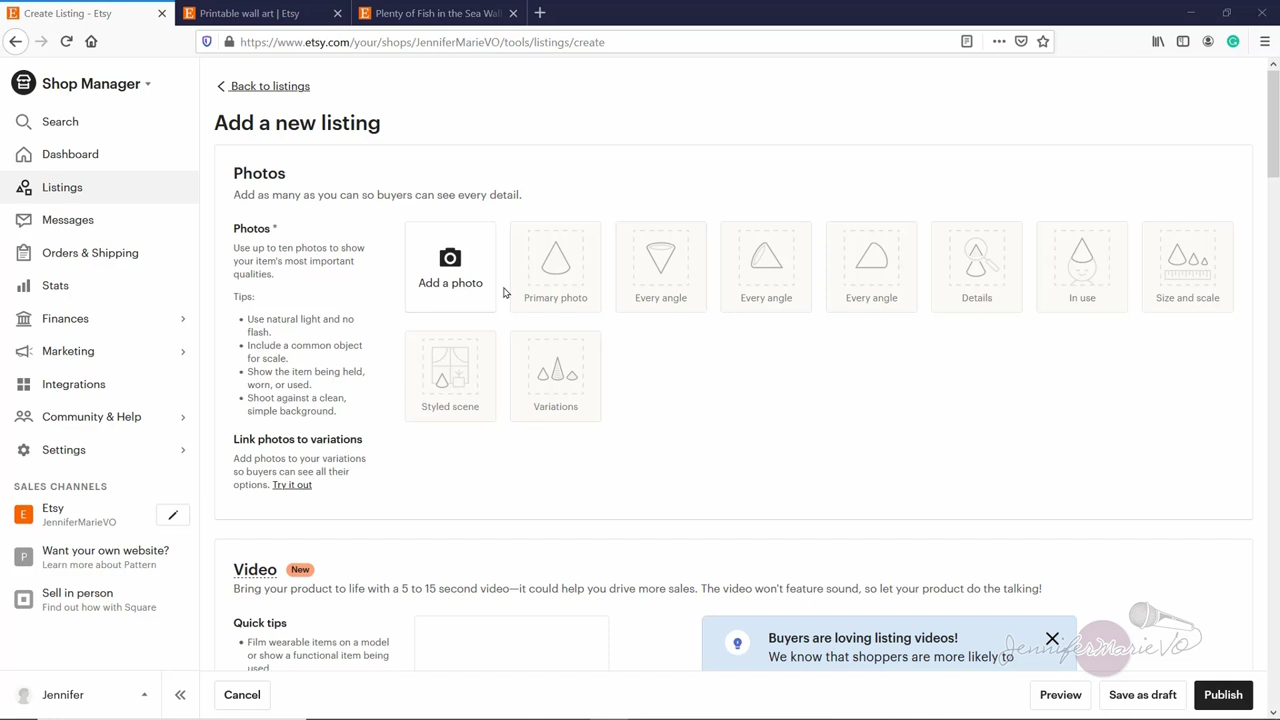 Create Listing - Etsy
Printable wall art | Etsy
Plenty of Fish in the Sea Wal
https://www.etsy.com/your/shops/JenniferMarieVO/tools/listings/create
Shop Manager
Search
Dashboard
Listings
Messages
Orders & Shipping
Stats
Finances
Marketing
Integrations
Community & Help
Settings
SALES CHANNELS
E
Etsy
JenniferMarieVO
P
Want your own website?
Learn more about Pattern
Sell in person
Find out how with Square
Jennifer
Back to listings
Add a new listing
Photos
Add as many as you can so buyers can see every detail.
Photos *
Use up to ten photos to show
your item's most important
qualities.
Tips:
• Use natural light and no
flash.
• Include a common object
for scale.
• Show the item being held,
worn, or used.
• Shoot against a clean,
simple background.
Link photos to variations
Add photos to your variations
so buyers can see all their
options. Try it out
Add a photo
Primary photo
Every angle
Every angle
Every angle
Details
In use
Size and scale
Styled scene
Variations
Video New
Bring your product to life with a 5 to 15 second video—it could help you drive more sales. The video won't feature sound, so let your product do the talking!
Quick tips
• Film wearable items on a model
or show a functional item being
used
Buyers are loving listing videos!
We know that shoppers are more likely to
JenniferMarieVO
Cancel
Preview
Save as draft
Publish